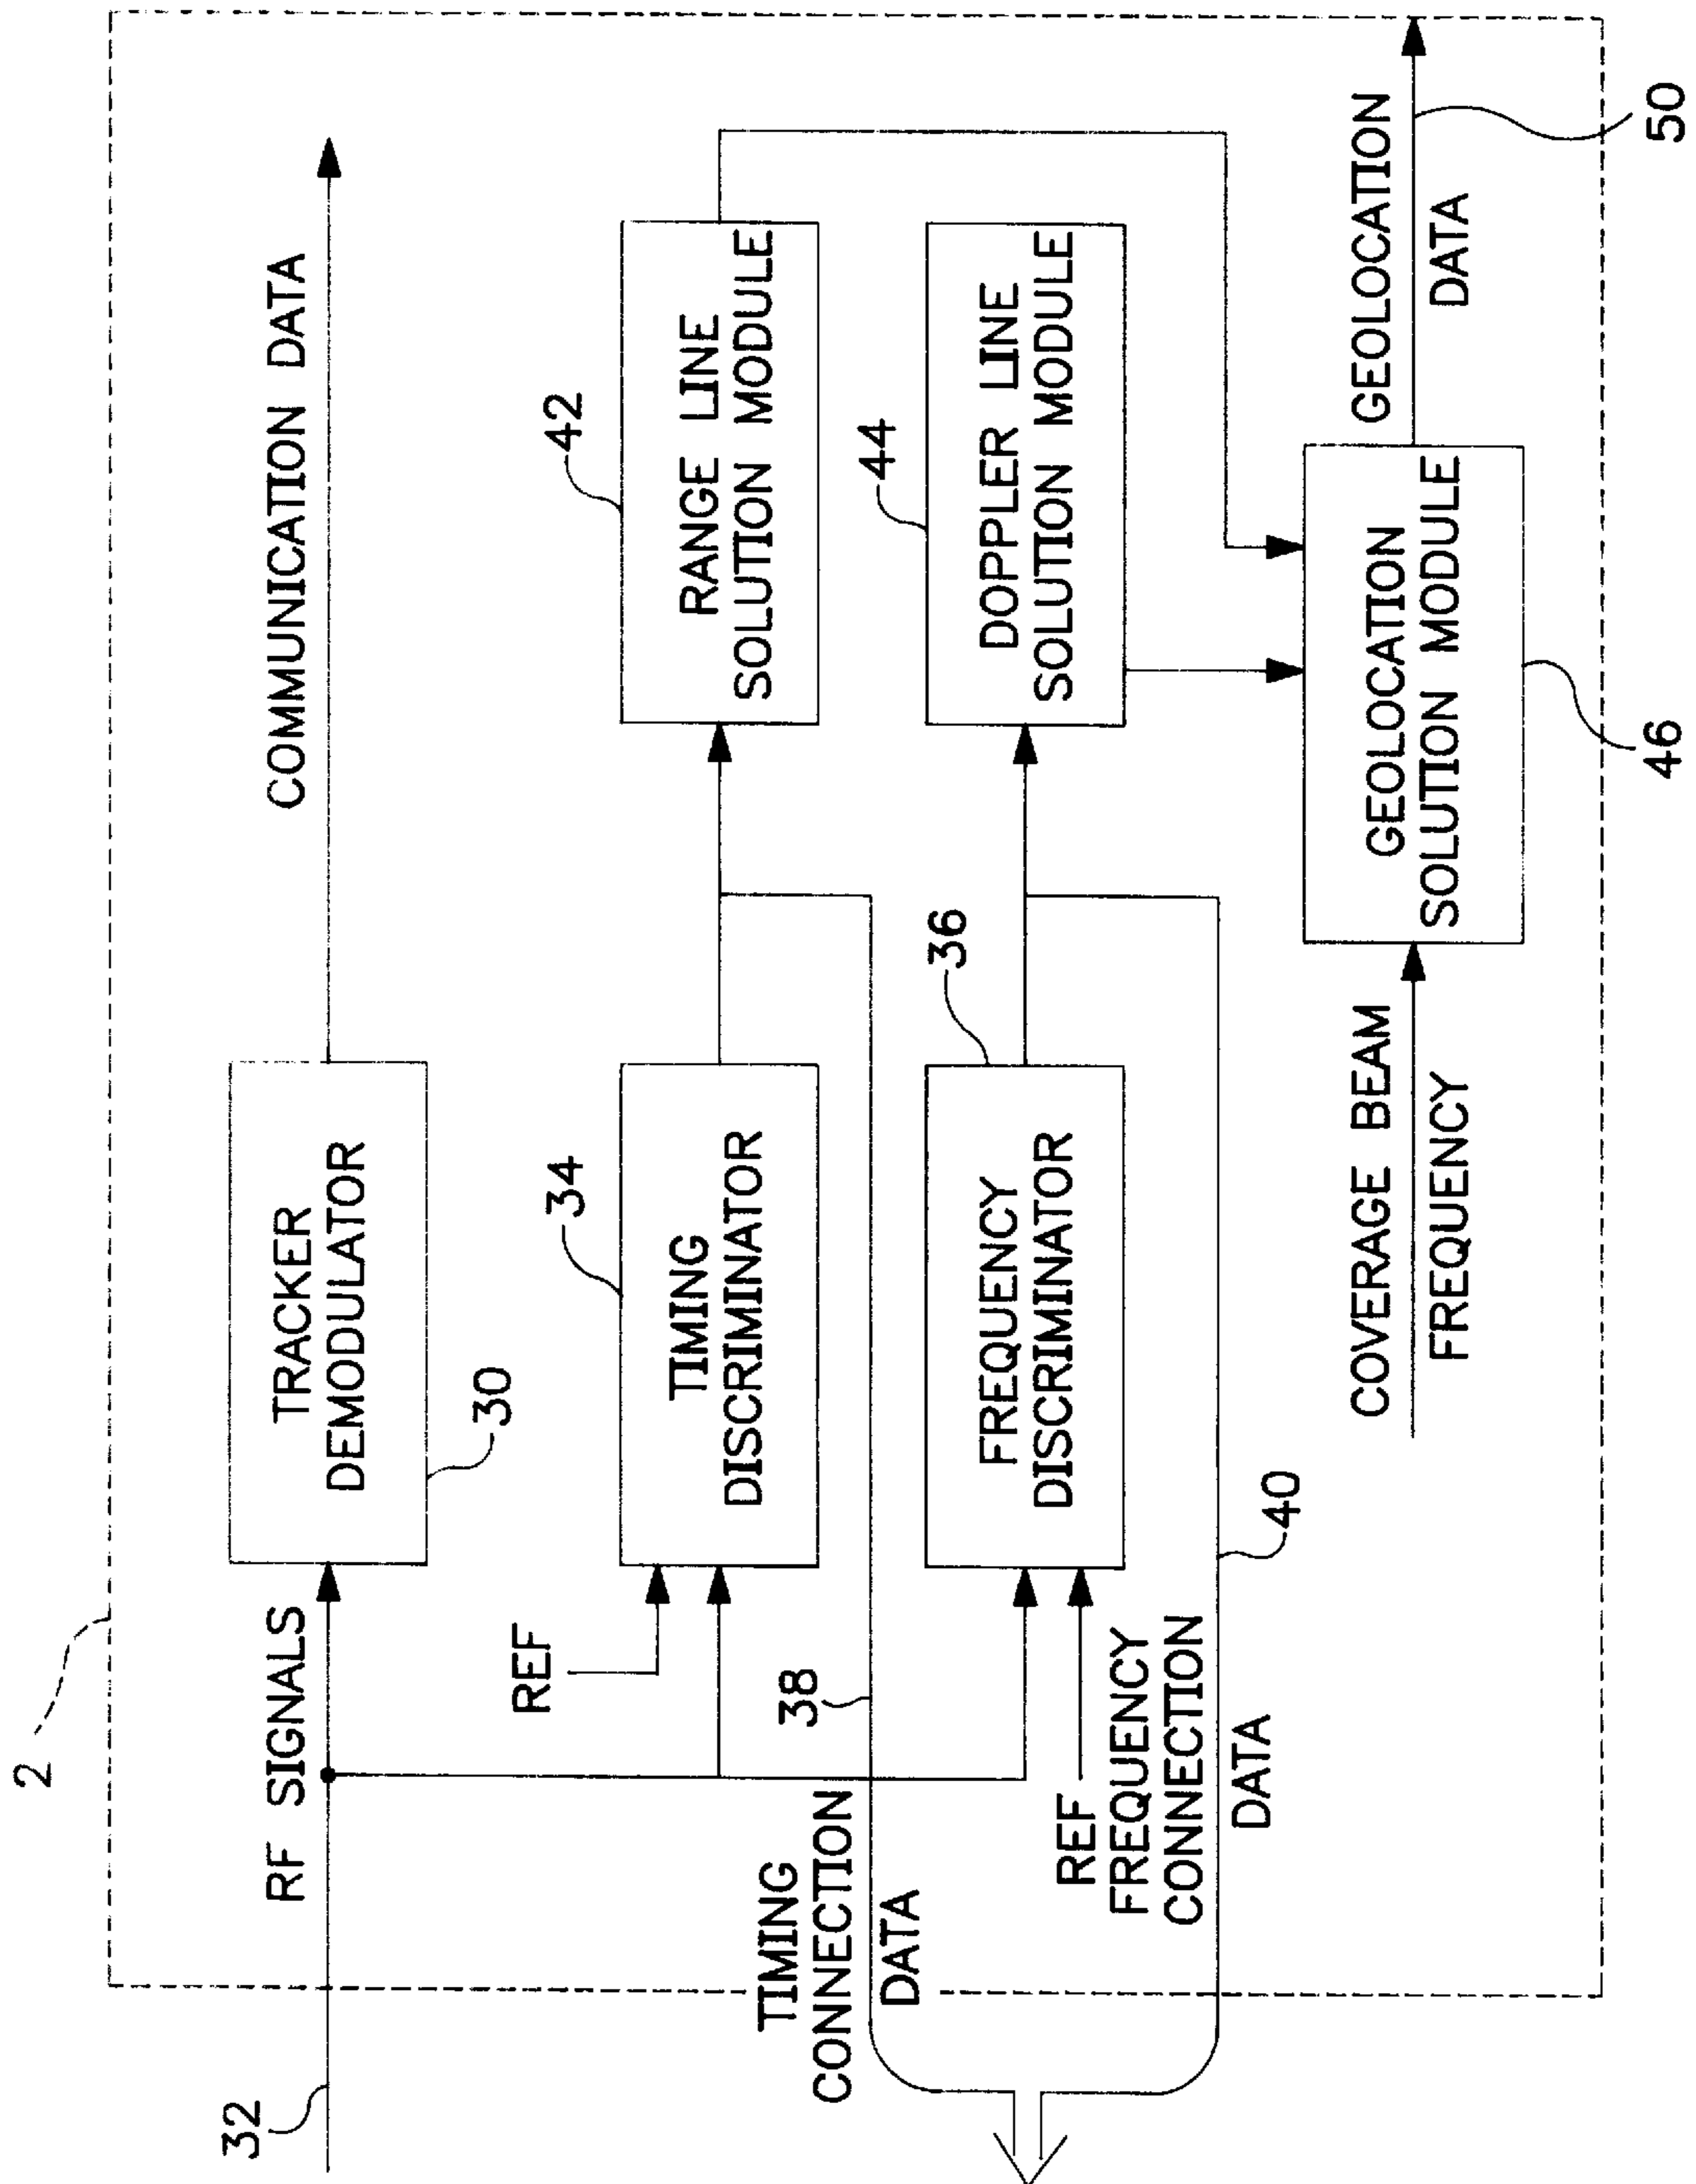 2
32
RF SIGNALS
TRACKER
DEMODULATOR
30
COMMUNICATION DATA
REF
TIMING
DISCRIMINATOR
34
RANGE LINE
SOLUTION MODULE
42
TIMING
CONNECTION
DATA
38
REF
FREQUENCY
DISCRIMINATOR
36
DOPPLER LINE
SOLUTION MODULE
44
FREQUENCY
CONNECTION
DATA
40
COVERAGE BEAM
FREQUENCY
GEOLOCATION
SOLUTION MODULE
46
GEOLOCATION
DATA
50